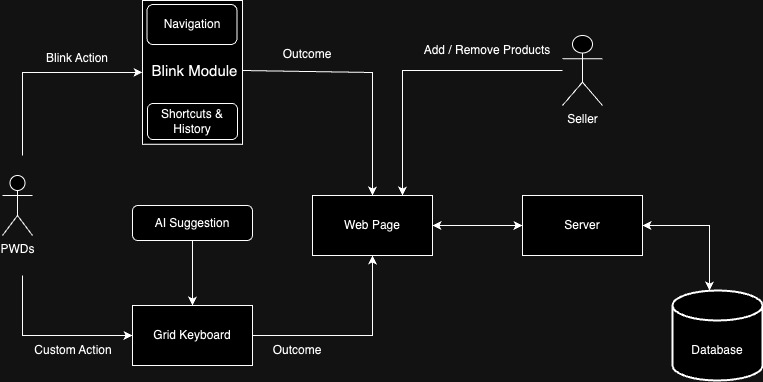 Navigation
Blink Action
Blink Module
Outcome
Add / Remove Products
Shortcuts &
History
Seller
AI Suggestion
Web Page
Server
PWDs
Grid Keyboard
Custom Action
Outcome
Database